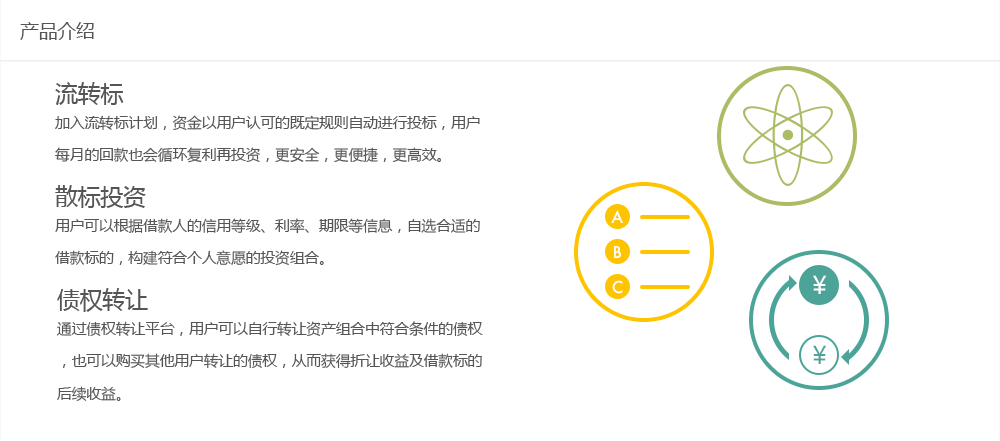 产品介绍
流转标
加入流转标计划，资金以用户认可的既定规则自动进行投标，用户
每月的回款也会循环复利再投资，更安全，更便捷，更高效。
散标投资
用户可以根据借款人的信用等级、利率、期限等信息，自选合适的
借款标的，构建符合个人意愿的投资组合。
债权转让
通过债权转让平台，用户可以自行转让资产组合中符合条件的债权
，也可以购买其他用户转让的债权，从而获得折让收益及借款标的
后续收益。
A
B
C
¥
¥